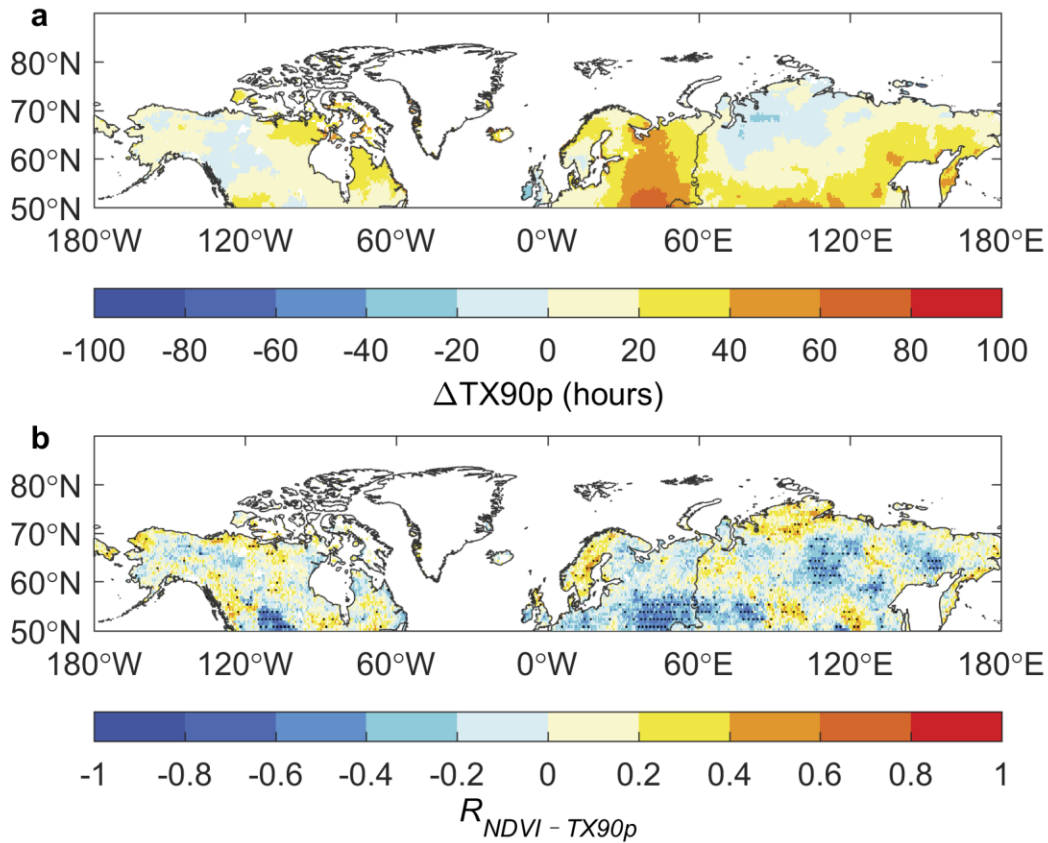 a
80°N
70°N
60°N
50°N
180°W 120°W 60°W 0°W 60°E 120°E 180°E
-100 -80 -60 -40 -20 0 20 40 60 80 100
ΔTX90p (hours)
b
80°N
70°N
60°N
50°N
180°W 120°W 60°W 0°W 60°E 120°E 180°E
-1 -0.8 -0.6 -0.4 -0.2 0 0.2 0.4 0.6 0.8 1
R NDVI - TX90p